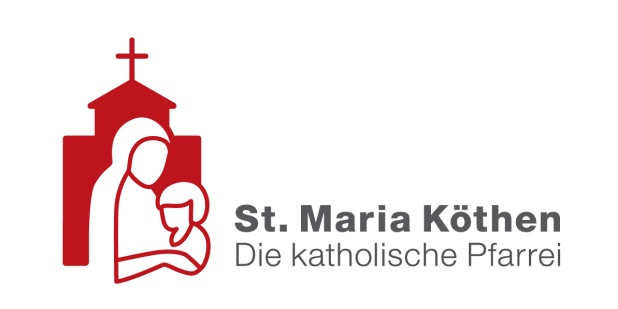 St. Maria Köthen
Die katholische Pfarrei